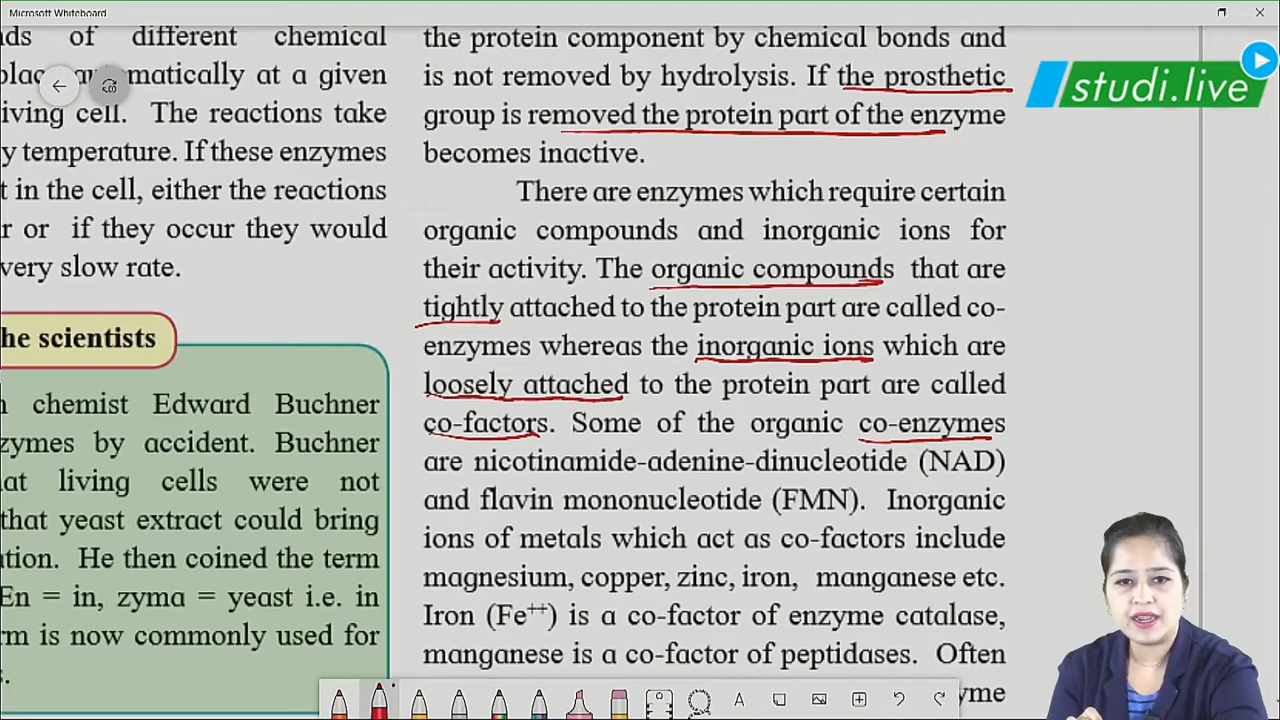 Microsoft Whiteboard
nds of different chemical
place automatically at a given
iving cell. The reactions take
y temperature. If these enzymes
t in the cell, either the reactions
r or if they occur they would
very slow rate.
he scientists
n chemist Edward Buchner
zymes by accident. Buchner
at living cells were not
that yeast extract could bring
ation. He then coined the term
En = in, zyma = yeast i.e. in
rm is now commonly used for
the protein component by chemical bonds and
is not removed by hydrolysis. If the prosthetic
group is removed the protein part of the enzyme
becomes inactive.
There are enzymes which require certain
organic compounds and inorganic ions for
their activity. The organic compounds that are
tightly attached to the protein part are called co-
enzymes whereas the inorganic ions which are
loosely attached to the protein part are called
co-factors. Some of the organic co-enzymes
are nicotinamide-adenine-dinucleotide (NAD)
and flavin mononucleotide (FMN). Inorganic
ions of metals which act as co-factors include
magnesium, copper, zinc, iron, manganese etc.
Iron (Fe⁺⁺) is a co-factor of enzyme catalase,
manganese is a co-factor of peptidases. Often
yme
studi.live